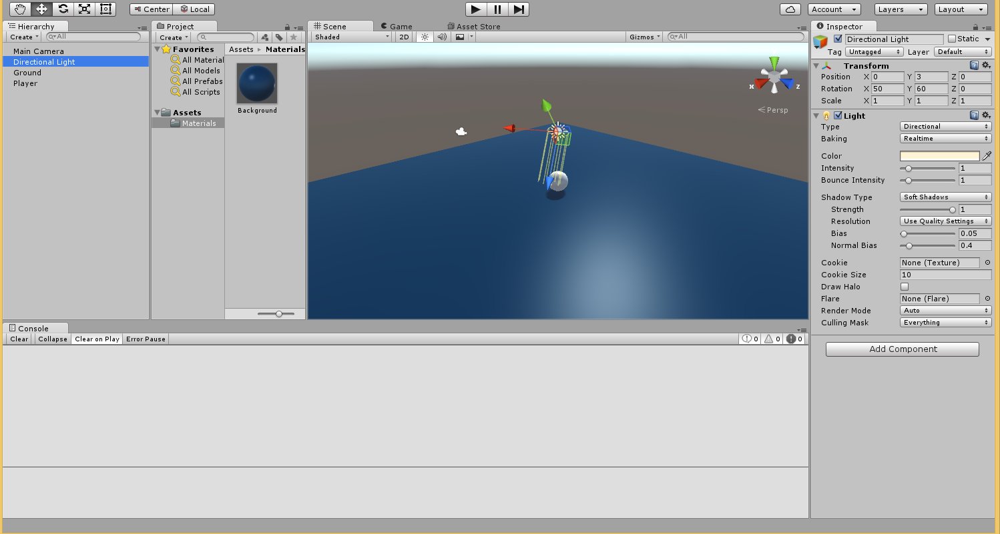 Center Local
Account Layers Layout
Hierarchy
Create All
Main Camera
Directional Light
Ground
Player
Project
Create
Favorites
All Material
All Models
All Prefabs
All Scripts
Assets
Materials
Assets Materials
Background
Scene Game Asset Store
Shaded 2D Gizmos All
x z
Persp
Inspector
Directional Light Static
Tag Untagged Layer Default
Transform
Position X 0 Y 3 Z 0
Rotation X 50 Y 60 Z 0
Scale X 1 Y 1 Z 1
Light
Type Directional
Baking Realtime
Color
Intensity 1
Bounce Intensity 1
Shadow Type Soft Shadows
Strength 1
Resolution Use Quality Settings
Bias 0.05
Normal Bias 0.4
Cookie None (Texture)
Cookie Size 10
Draw Halo
Flare None (Flare)
Render Mode Auto
Culling Mask Everything
Add Component
Console
Clear Collapse Clear on Play Error Pause 0 0 0